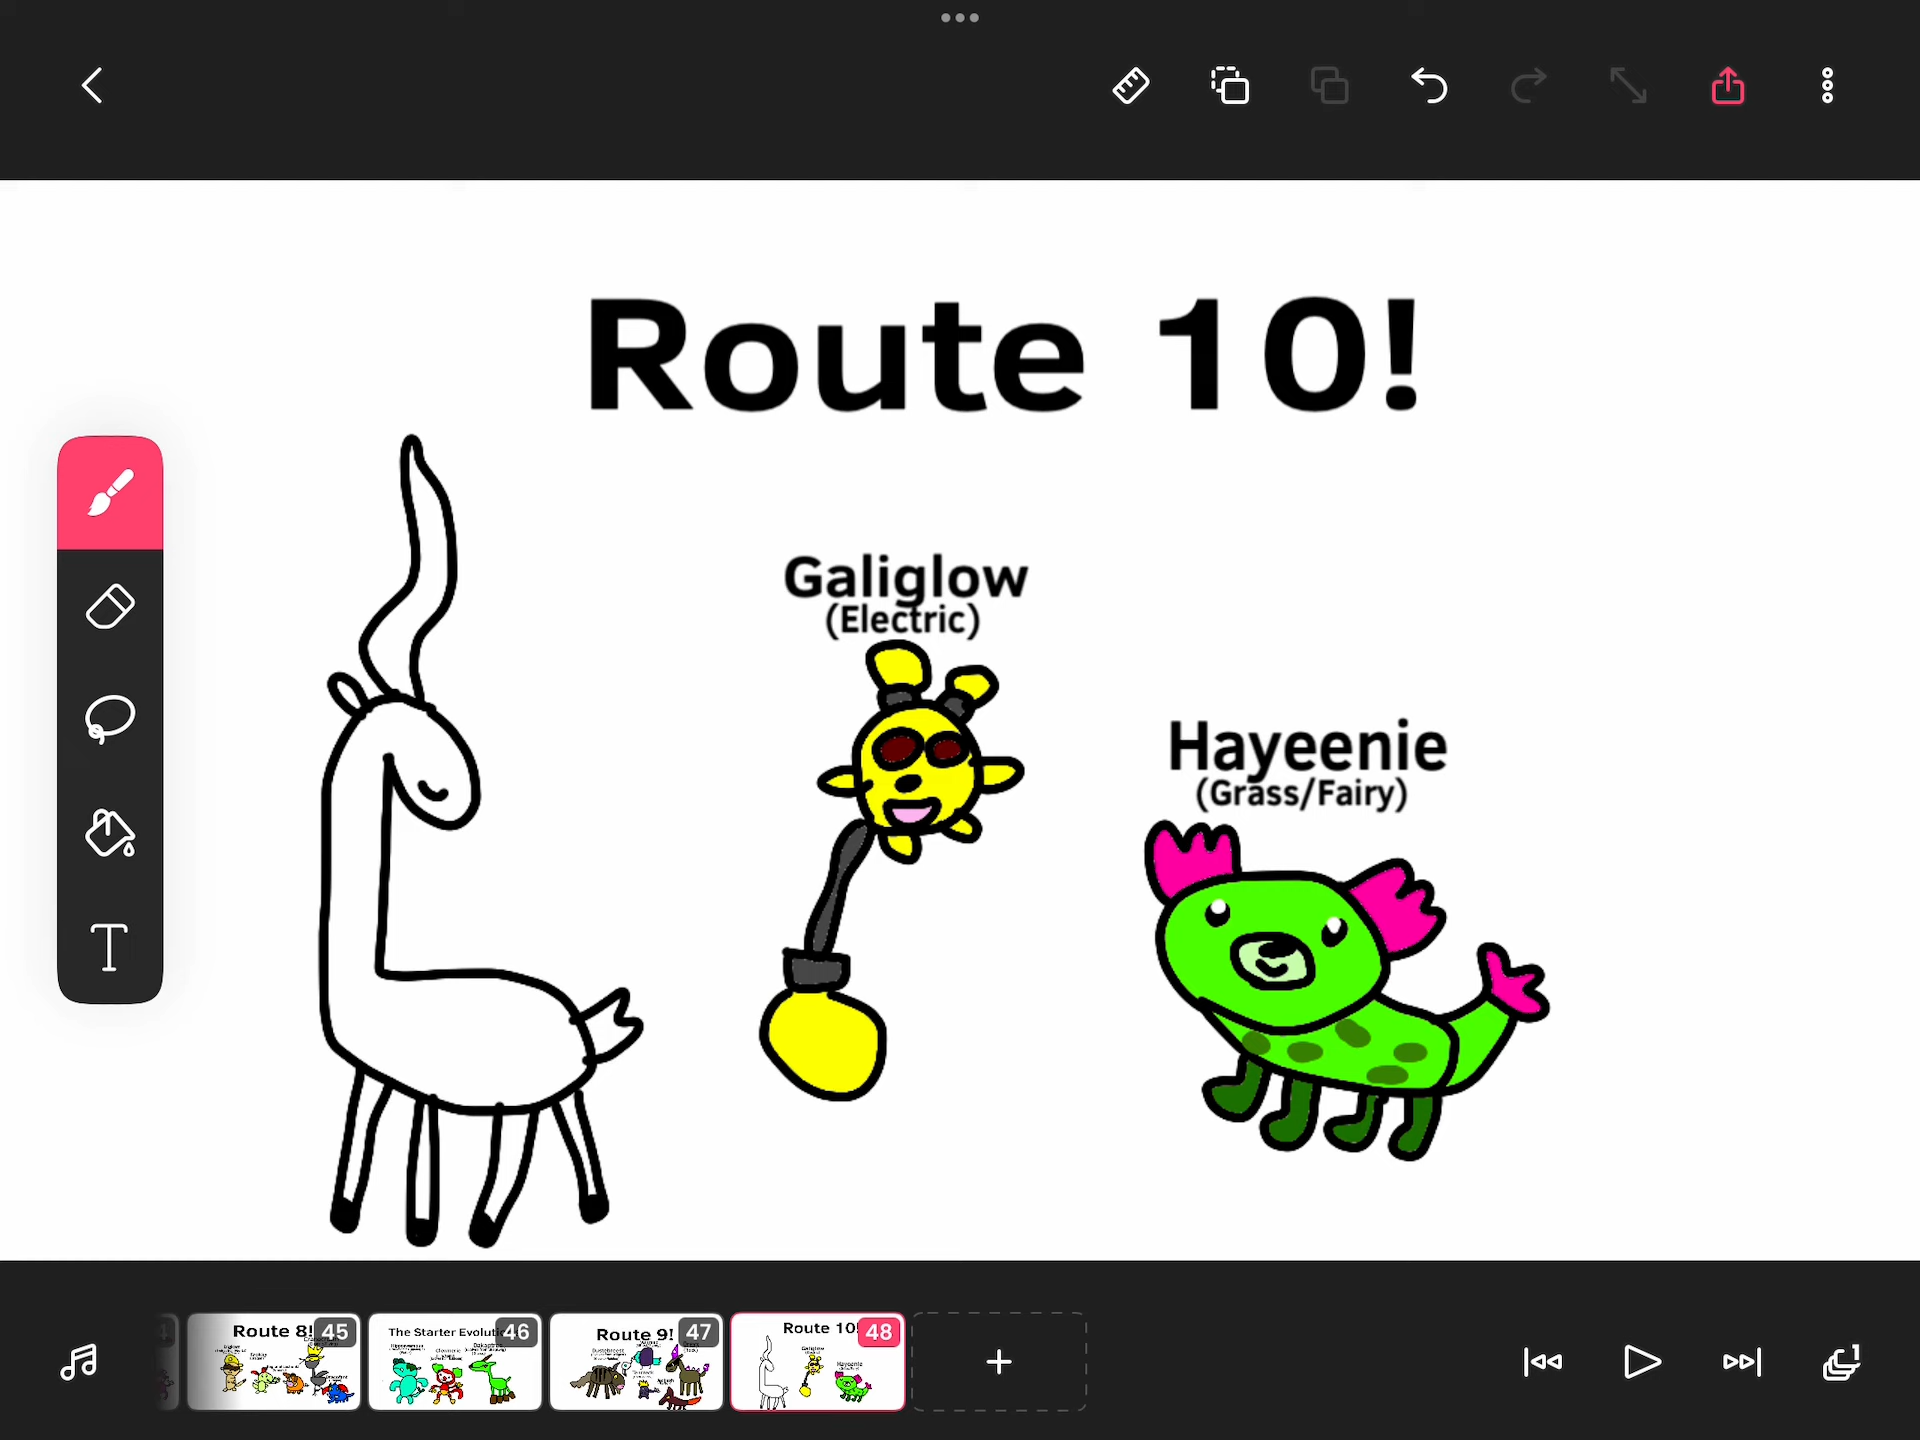 Route 10!
Galiglow
(Electric)
Hayeenie
(Grass/Fairy)
Route 8!
45
The Starter Evoluti
46
Route 9!
47
Route 10!
48